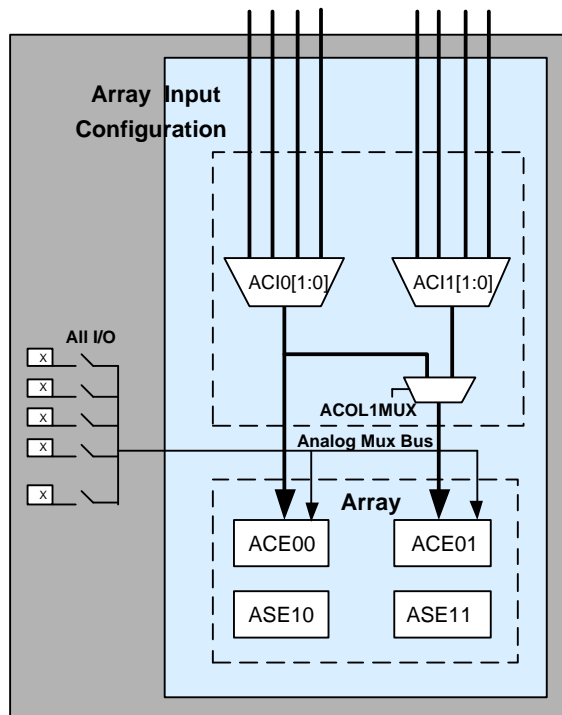 Array Input
Configuration
ACI0[1:0]
ACI1[1:0]
All I/O
X
X
X
X
X
ACOL1MUX
Analog Mux Bus
Array
ACE00
ACE01
ASE10
ASE11